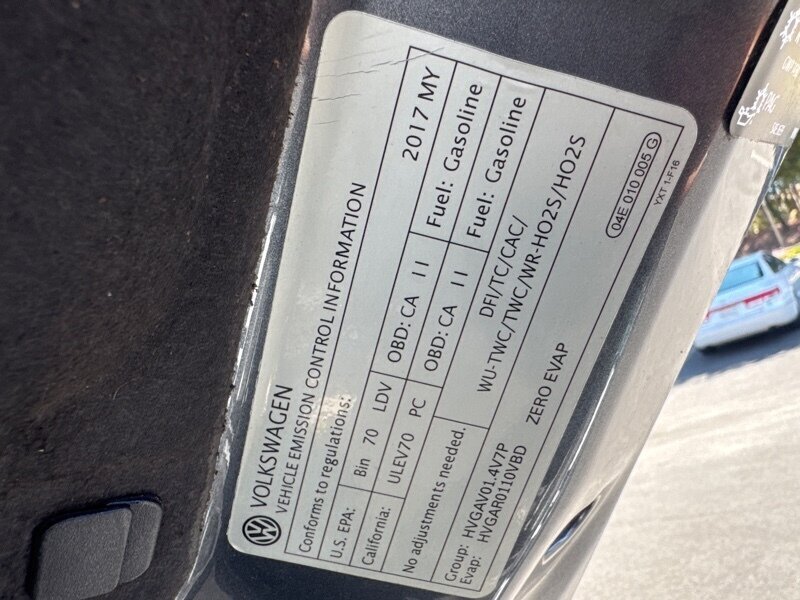 VOLKSWAGEN
VEHICLE EMISSION CONTROL INFORMATION
Conforms to regulations: 2017 MY
U.S. EPA: Bin 70 LDV OBD: CA II Fuel: Gasoline
California: ULEV70 PC OBD: CA II Fuel: Gasoline
No adjustments needed. DFI/TC/CAC/
WU-TWC/TWC/WR-HO2S/HO2S
Group: HVGAV01.4V7P
Evap: HVGAR0110VBD ZERO EVAP
04E 010 005 G
YXT 1-F16
PAG